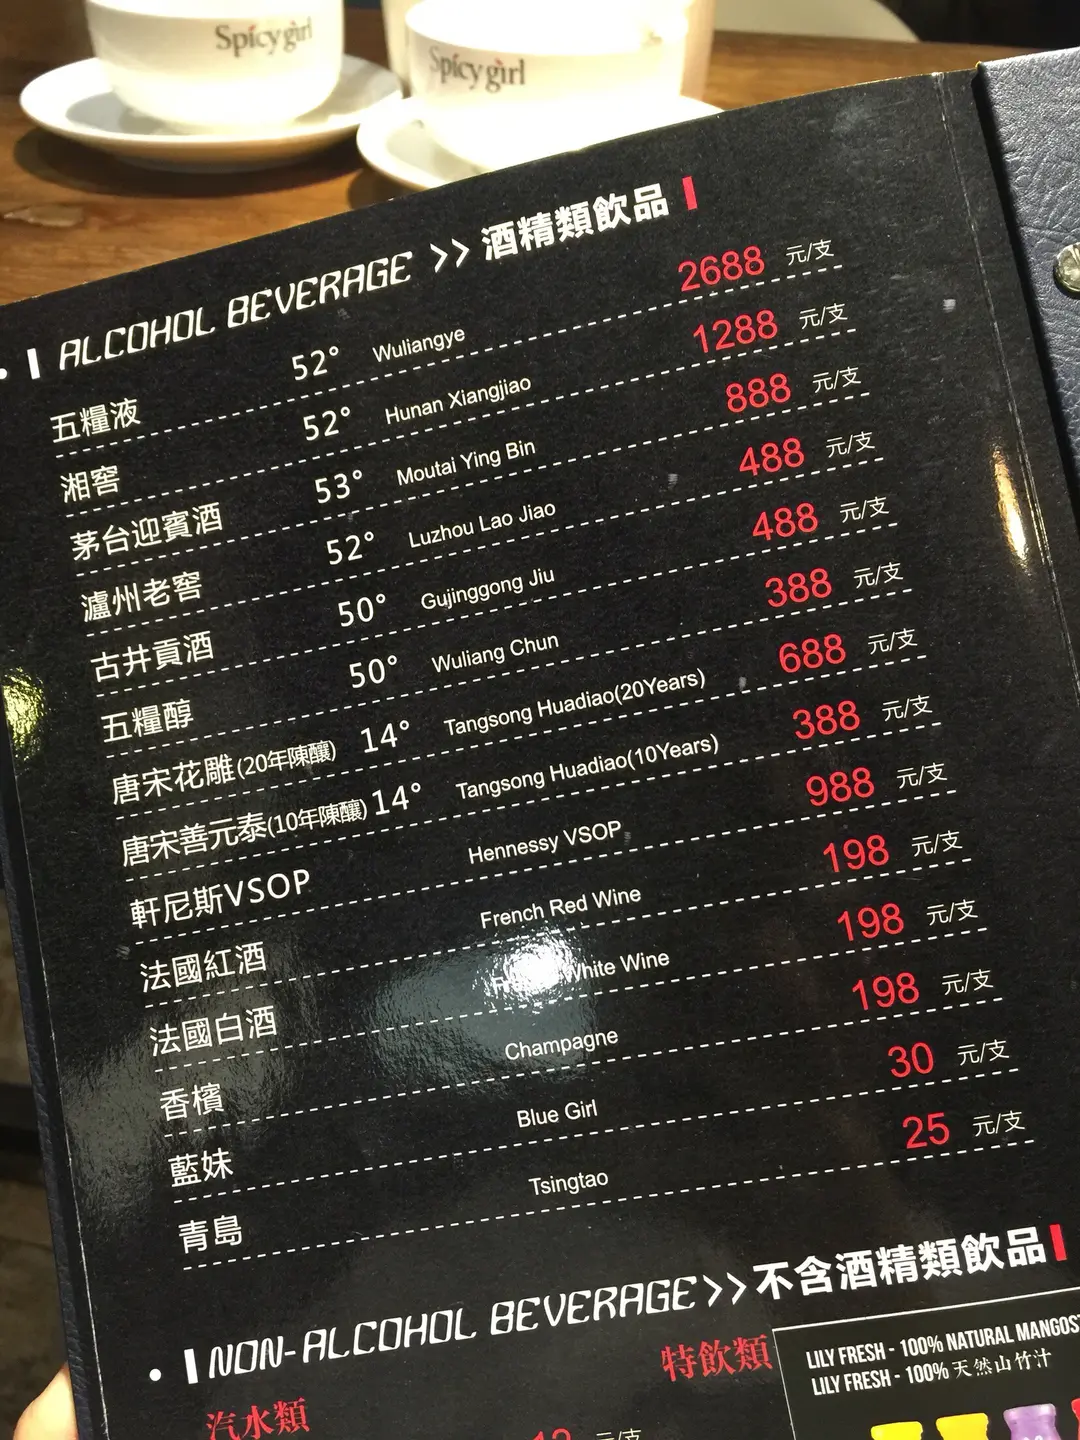 Spicy girl
Spicy girl
ALCOHOL BEVERAGE >> 酒精類飲品
五糧液 52° Wuliangye 2688 元/支
湘窖 52° Hunan Xiangjiao 1288 元/支
茅台迎賓酒 53° Moutai Ying Bin 888 元/支
瀘州老窖 52° Luzhou Lao Jiao 488 元/支
古井貢酒 50° Gujinggong Jiu 488 元/支
五糧醇 50° Wuliang Chun 388 元/支
唐宋花雕(20年陳釀) 14° Tangsong Huadiao(20Years) 688 元/支
唐宋善元泰(10年陳釀) 14° Tangsong Huadiao(10Years) 388 元/支
軒尼斯VSOP Hennessy VSOP 988 元/支
法國紅酒 French Red Wine 198 元/支
法國白酒 White Wine 198 元/支
香檳 Champagne 198 元/支
藍妹 Blue Girl 30 元/支
青島 Tsingtao 25 元/支
NON-ALCOHOL BEVERAGE>> 不含酒精類飲品
特飲類
LILY FRESH - 100% NATURAL
LILY FRESH - 100% 天然山竹汁
汽水類
元/支